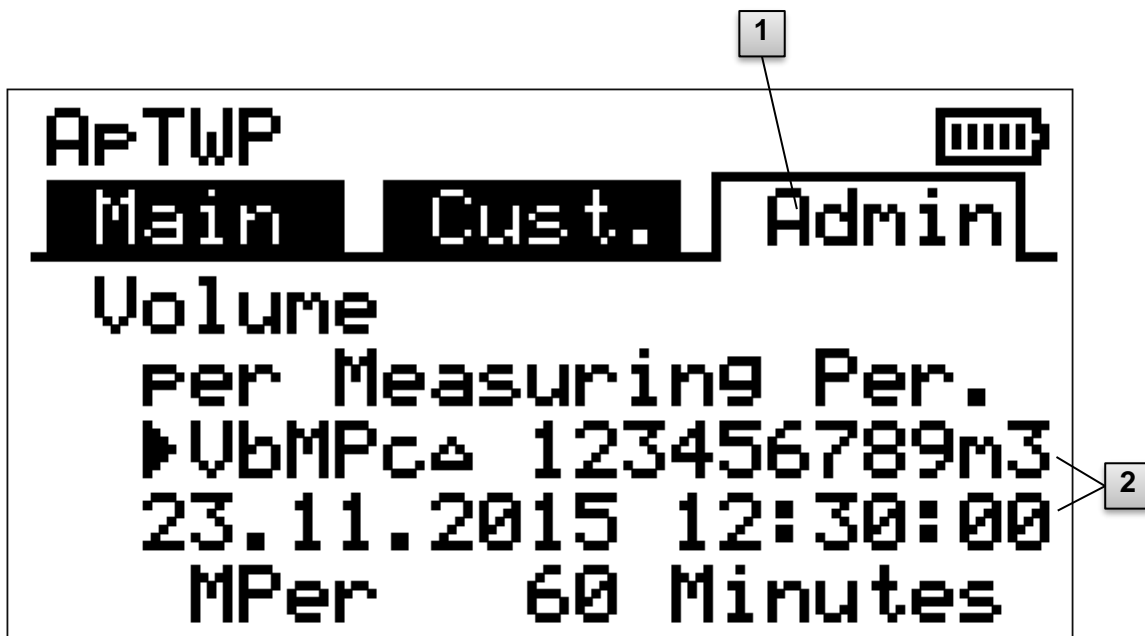 1
ApTWP
Main Cust. Admin
Volume
per Measuring Per.
▶VbMPc▵ 123456789m3
2
23.11.2015 12:30:00
MPer 60 Minutes